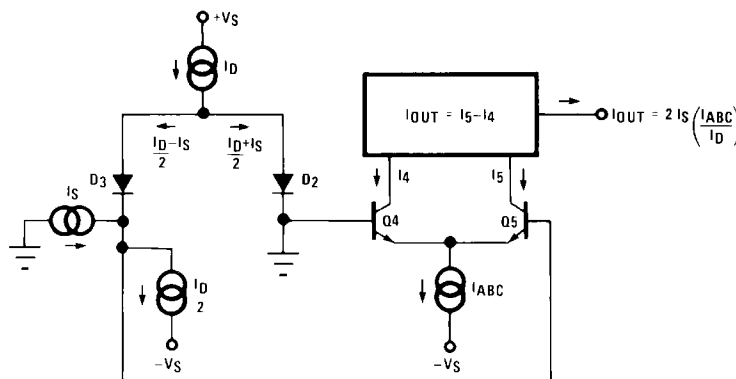 +VS
ID
IOUT = I5–I4
IOUT = 2 IS (IABC/ID)
ID/2 –IS
ID/2 +IS
D3
D2
I4
I5
IS
Q4
Q5
ID
2
IABC
–VS
–VS